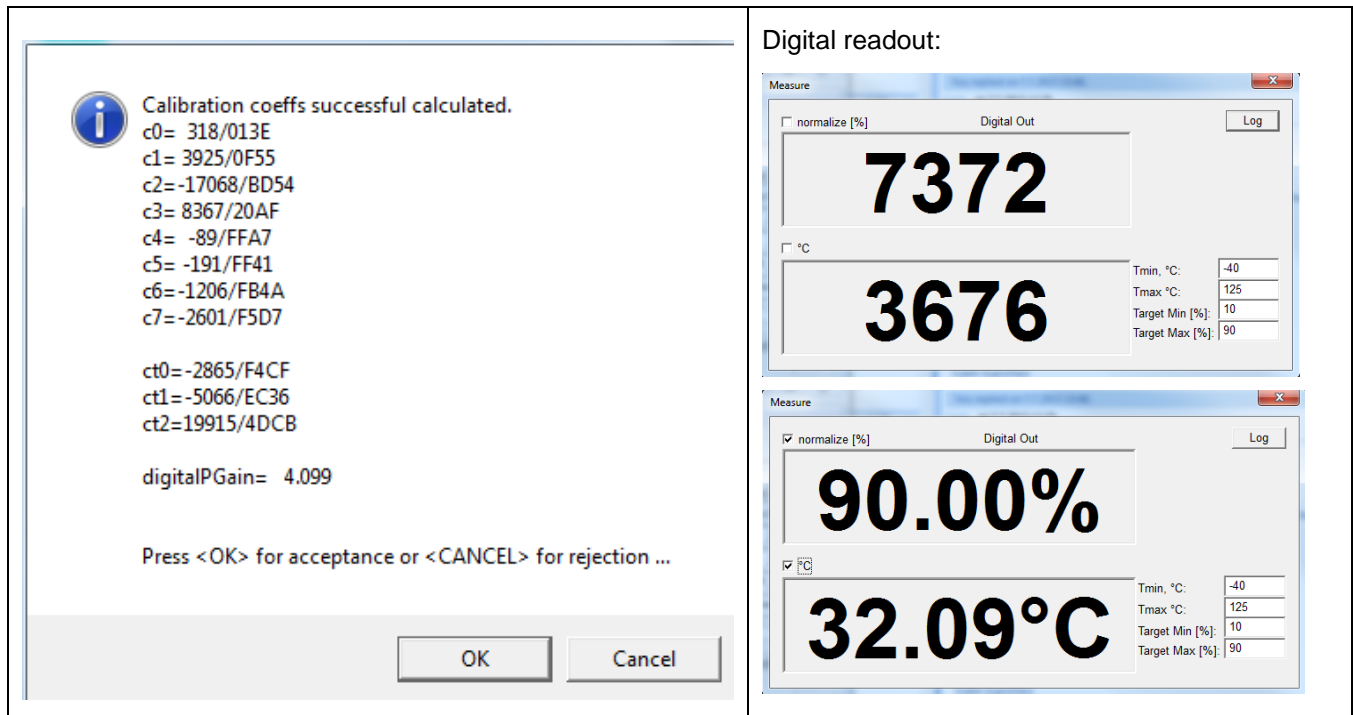 Calibration coeffs successful calculated.
c0=  318/013E
c1= 3925/0F55
c2=-17068/BD54
c3= 8367/20AF
c4=  -89/FFA7
c5= -191/FF41
c6=-1206/FB4A
c7=-2601/F5D7
ct0=-2865/F4CF
ct1=-5066/EC36
ct2=19915/4DCB
digitalPGain=  4.099
Press <OK> for acceptance or <CANCEL> for rejection ...
OK Cancel
Digital readout:
Measure
normalize [%] Digital Out Log
7372
°C
3676
Tmin, °C: -40
Tmax °C: 125
Target Min [%]: 10
Target Max [%]: 90
Measure
normalize [%] Digital Out Log
90.00%
°C
32.09°C
Tmin, °C: -40
Tmax °C: 125
Target Min [%]: 10
Target Max [%]: 90